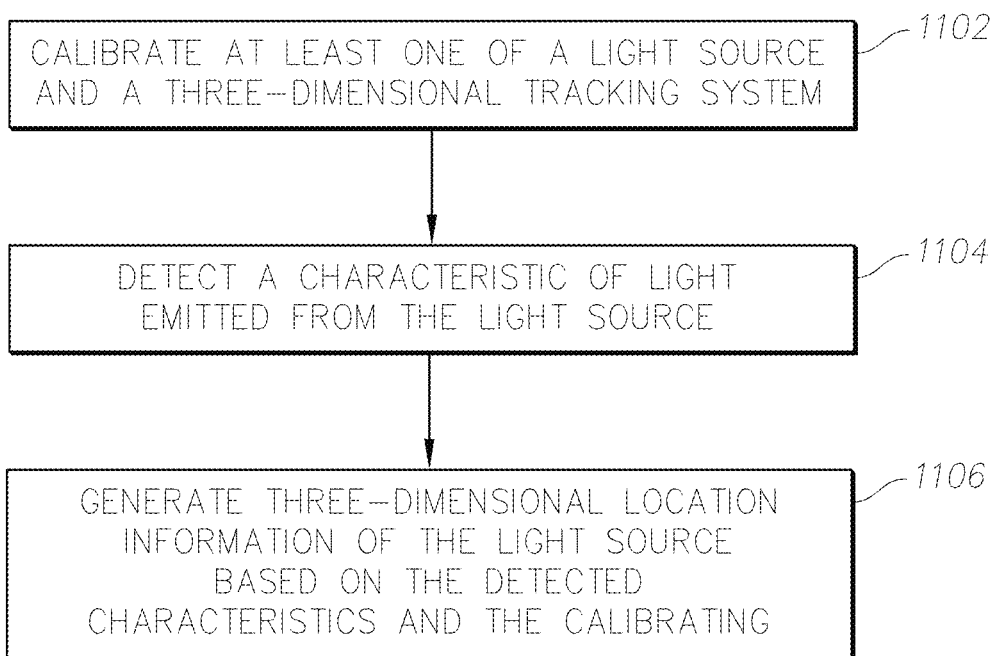 CALIBRATE AT LEAST ONE OF A LIGHT SOURCE
AND A THREE-DIMENSIONAL TRACKING SYSTEM
1102
DETECT A CHARACTERISTIC OF LIGHT
EMITTED FROM THE LIGHT SOURCE
1104
GENERATE THREE-DIMENSIONAL LOCATION
INFORMATION OF THE LIGHT SOURCE
BASED ON THE DETECTED
CHARACTERISTICS AND THE CALIBRATING
1106